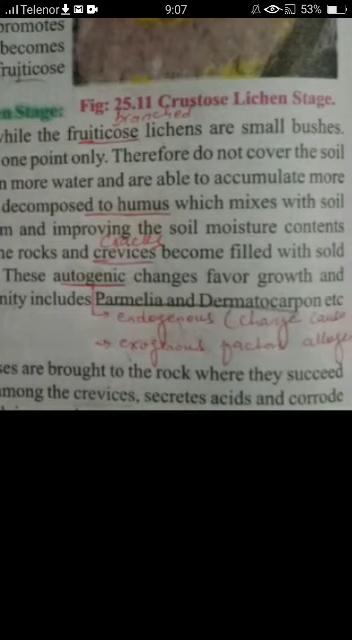 Telenor 9:07 53%
promotes
becomes
fruiticose
en Stage:
Fig: 25.11 Crustose Lichen Stage.
branched
while the fruiticose lichens are small bushes.
one point only. Therefore do not cover the soil
n more water and are able to accumulate more
decomposed to humus which mixes with soil
m and improving the soil moisture contents
cracks
he rocks and crevices become filled with sold
These autogenic changes favor growth and
nity includes Parmelia and Dermatocarpon etc
→ endogenous (change cause
→ exogenous factor alloge
ses are brought to the rock where they succeed
among the crevices, secretes acids and corrode